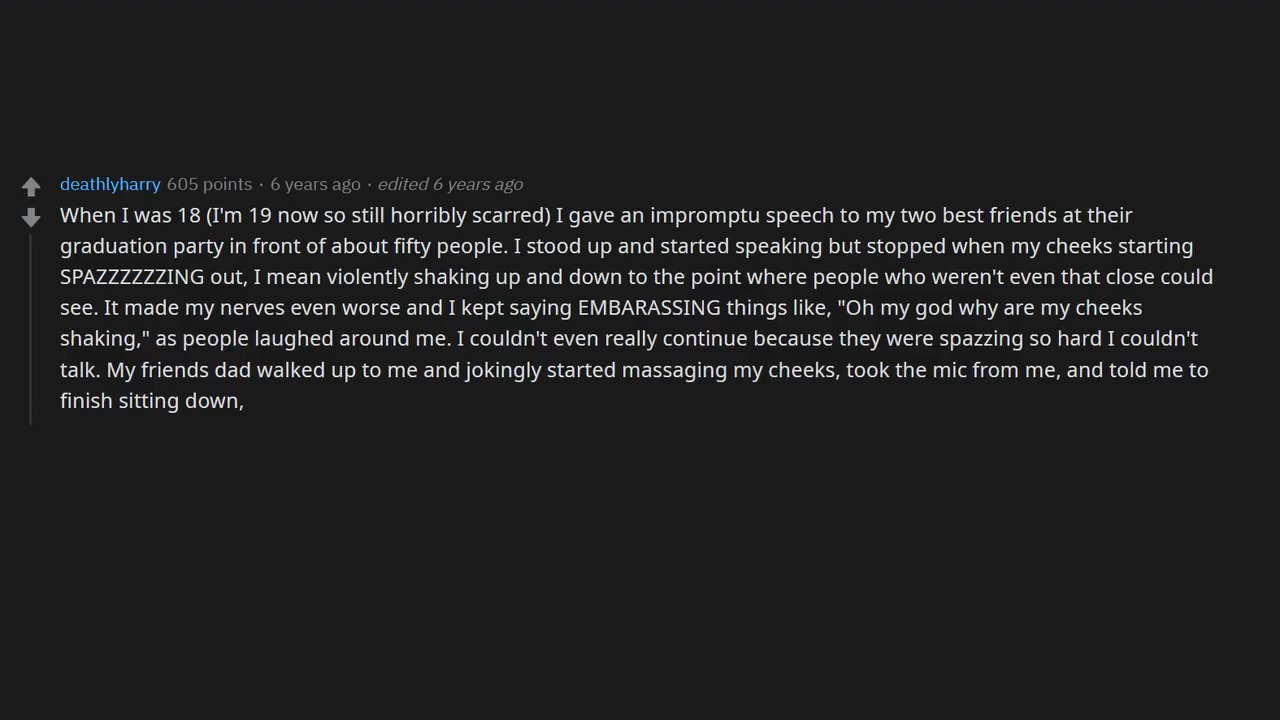 deathlyharry 605 points · 6 years ago · edited 6 years ago
When I was 18 (I'm 19 now so still horribly scarred) I gave an impromptu speech to my two best friends at their
graduation party in front of about fifty people. I stood up and started speaking but stopped when my cheeks starting
SPAZZZZZZING out, I mean violently shaking up and down to the point where people who weren't even that close could
see. It made my nerves even worse and I kept saying EMBARASSING things like, "Oh my god why are my cheeks
shaking," as people laughed around me. I couldn't even really continue because they were spazzing so hard I couldn't
talk. My friends dad walked up to me and jokingly started massaging my cheeks, took the mic from me, and told me to
finish sitting down,